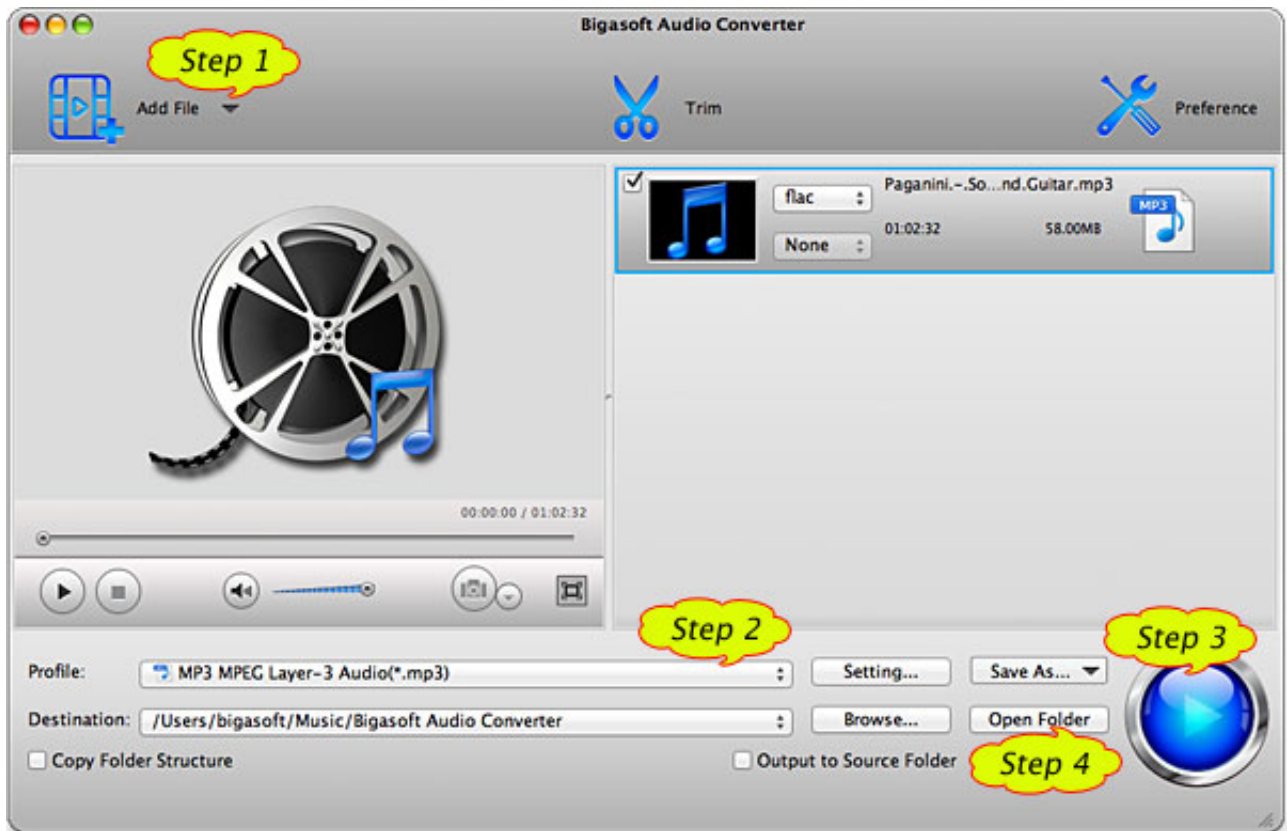 Bigasoft Audio Converter
Step 1
Add File
Trim
Preference
flac
Paganini.-.So...nd.Guitar.mp3
MP3
None
01:02:32
58.00MB
00:00:00 / 01:02:32
Step 2
Step 3
Profile:
MP3 MPEG Layer-3 Audio(*.mp3)
Setting...
Save As...
Destination:
/Users/bigasoft/Music/Bigasoft Audio Converter
Browse...
Open Folder
Copy Folder Structure
Output to Source Folder
Step 4